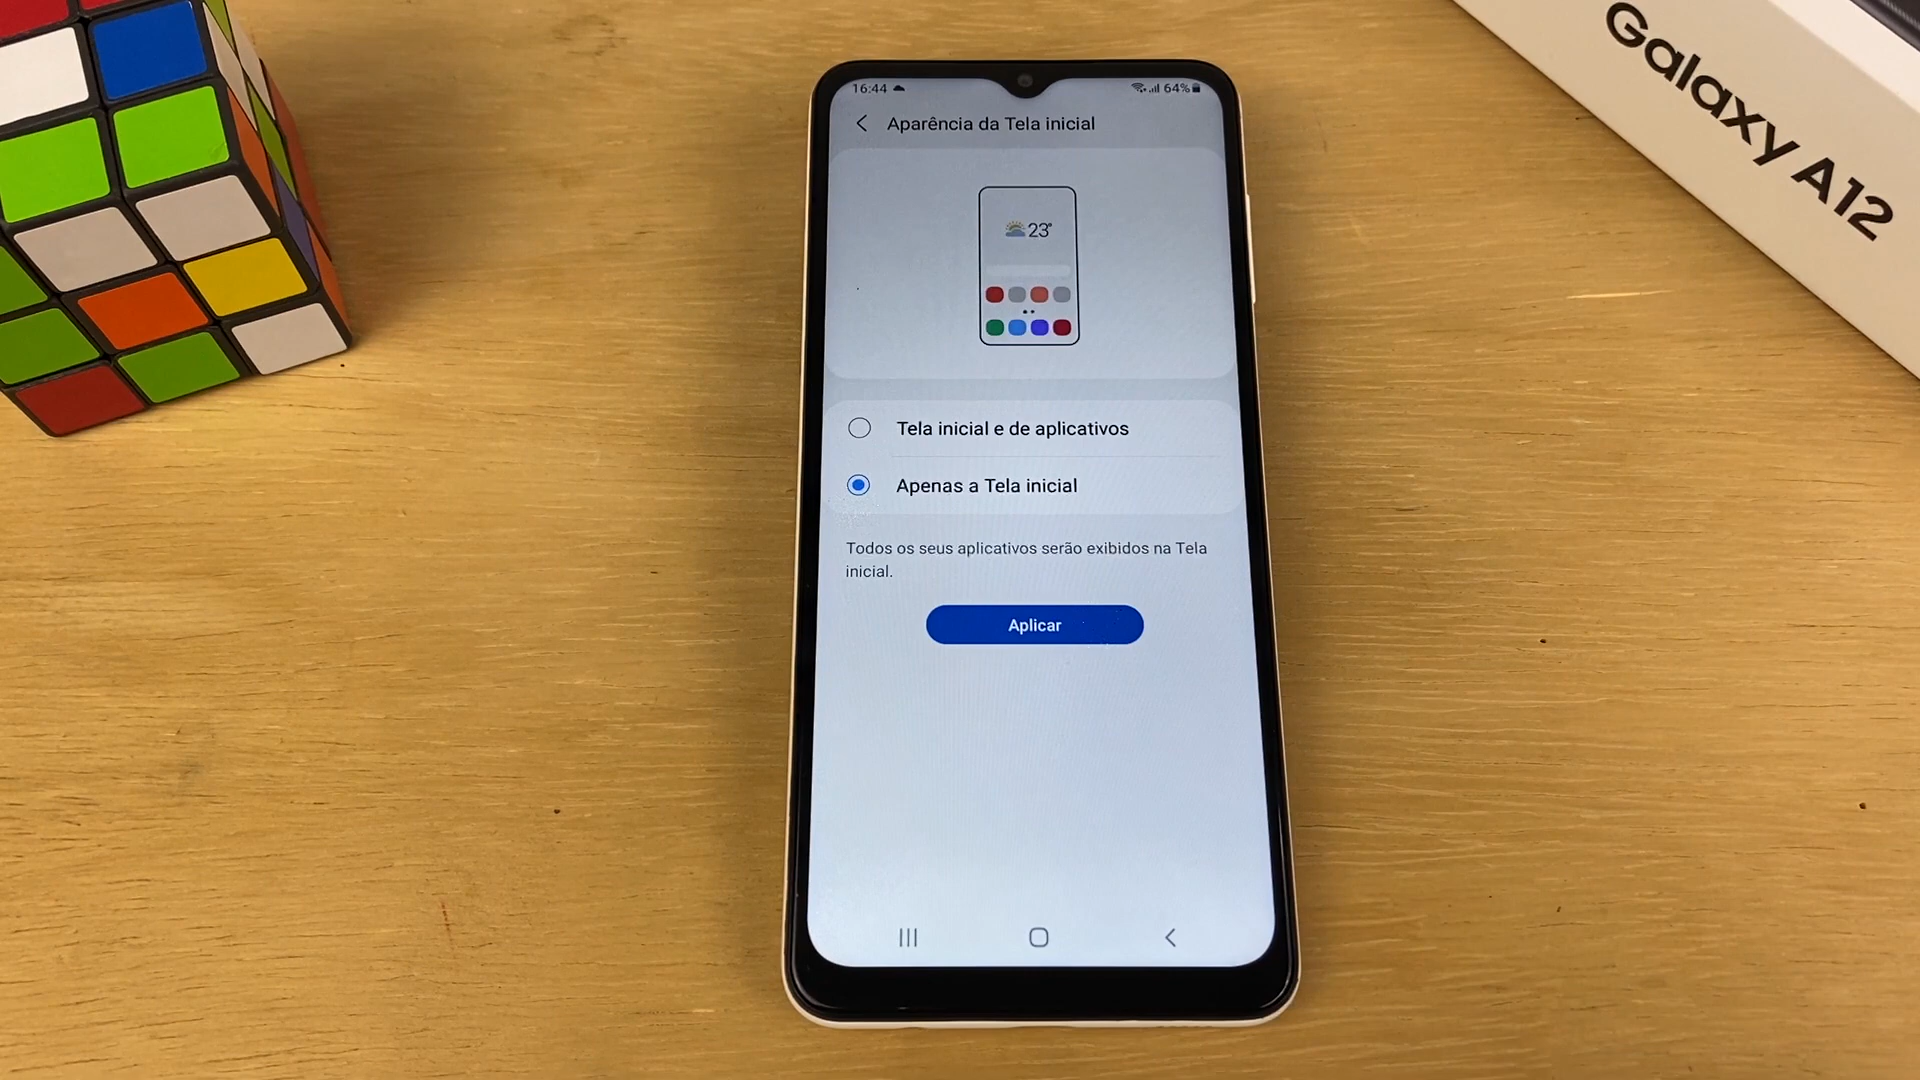 Galaxy A12
16:44
64%
Aparência da Tela inicial
23°
Tela inicial e de aplicativos
Apenas a Tela inicial
Todos os seus aplicativos serão exibidos na Tela
inicial.
Aplicar